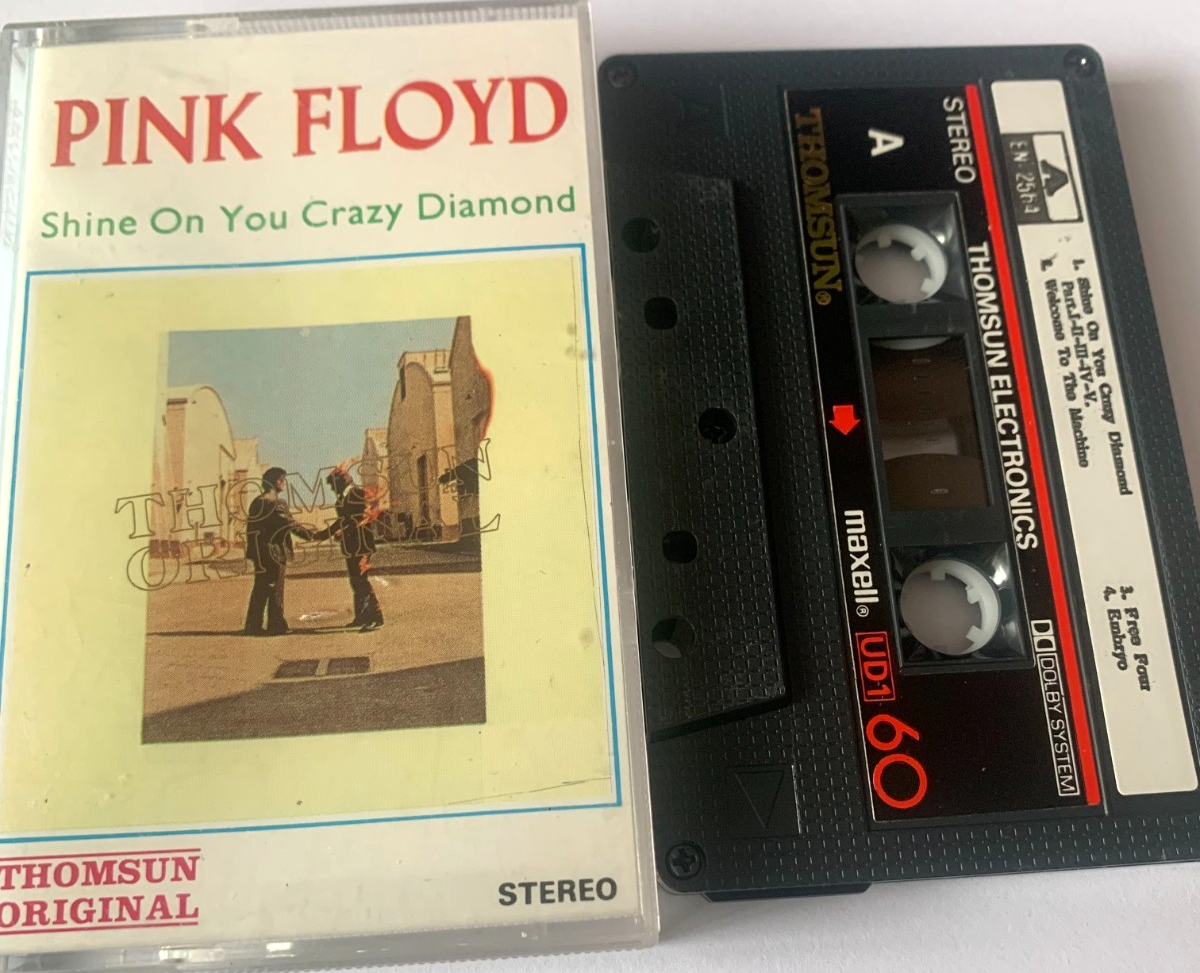 PINK FLOYD
Shine On You Crazy Diamond
THOMSUN
ORIGINAL
THOMSUN
ORIGINAL
STEREO
A
EN. 2564
1. Shine On You Crazy Diamond
Part.I-II-III-IV-V.
2. Welcome To The Machine
3. Free Four
4. Embryo
STEREO
THOMSUN ELECTRONICS
DOLBY SYSTEM
A
THOMSUN®
maxell®
UD1
60